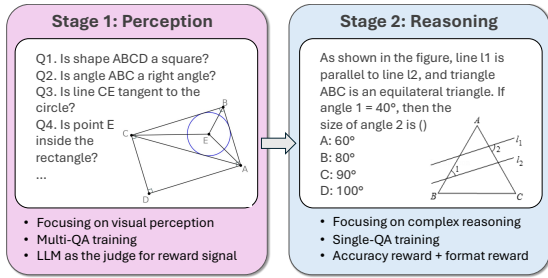 Stage 1: Perception
Q1. Is shape ABCD a square?
Q2. Is angle ABC a right angle?
Q3. Is line CE tangent to the
circle?
Q4. Is point E
inside the
rectangle?
...
B
C
E
A
D
• Focusing on visual perception
• Multi-QA training
• LLM as the judge for reward signal
Stage 2: Reasoning
As shown in the figure, line l1 is
parallel to line l2, and triangle
ABC is an equilateral triangle. If
angle 1 = 40°, then the
size of angle 2 is ()
A: 60°
B: 80°
C: 90°
D: 100°
A
l1
2
l2
1
B
C
• Focusing on complex reasoning
• Single-QA training
• Accuracy reward + format reward